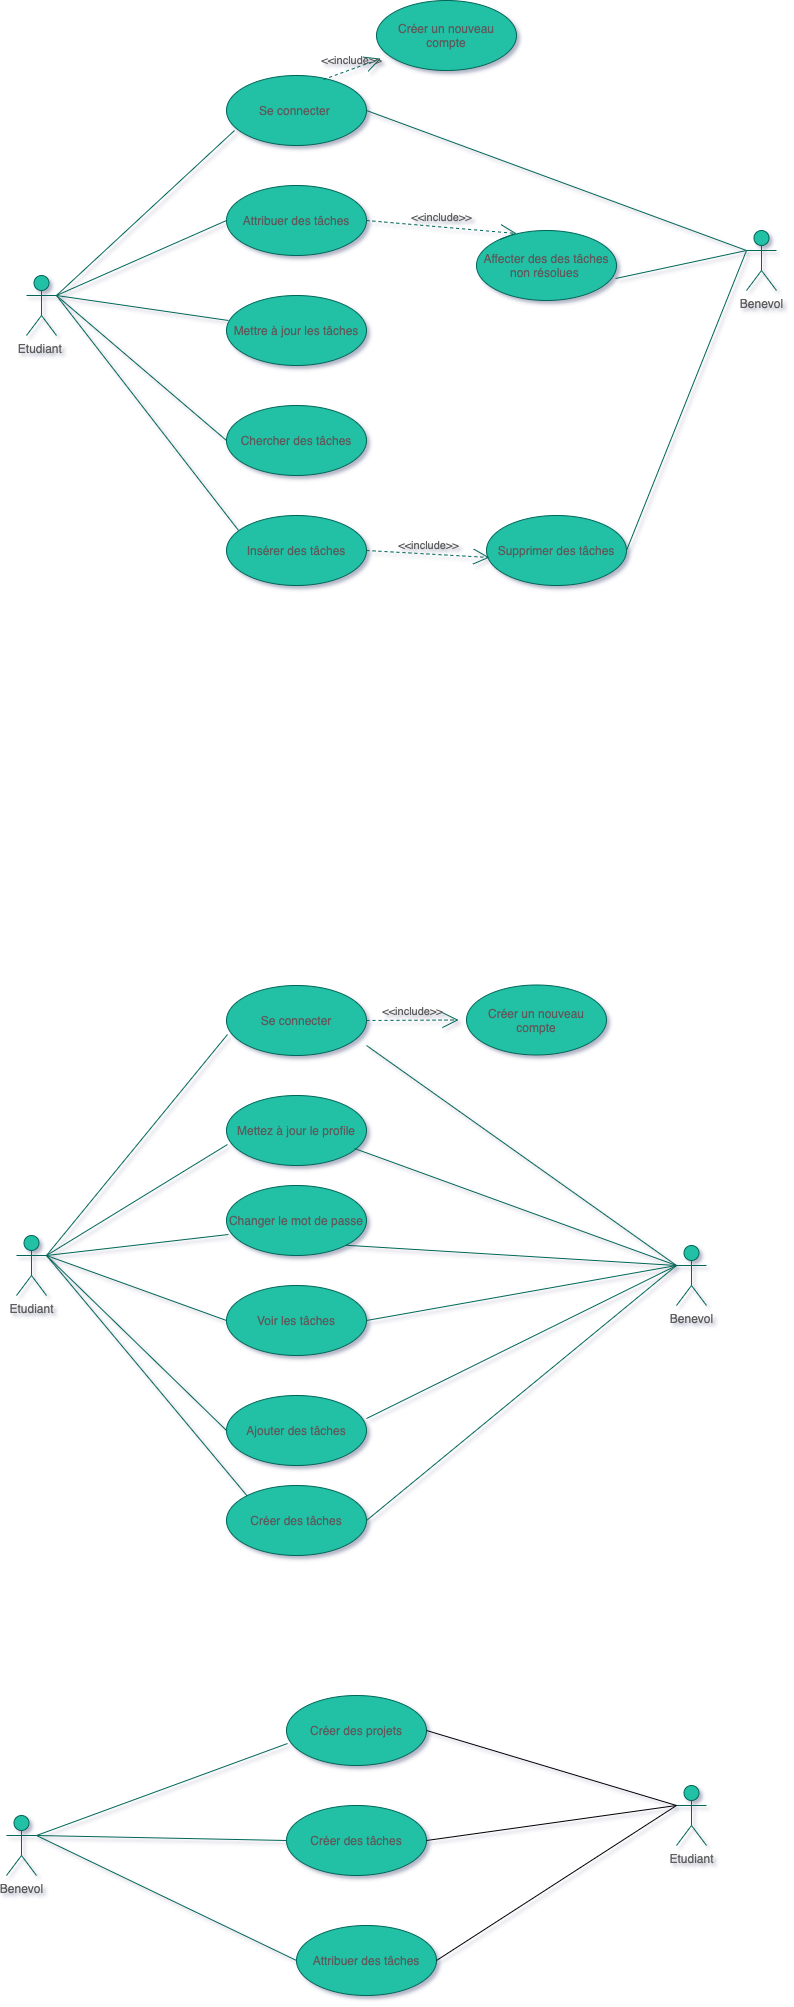 Créer un nouveau
compte
<<include>>
Se connecter
Attribuer des tâches
<<include>>
Affecter des des tâches
non résolues
Benevol
Etudiant
Mettre à jour les tâches
Chercher des tâches
Insérer des tâches
<<include>>
Supprimer des tâches
Se connecter
<<include>>
Créer un nouveau
compte
Mettez à jour le profile
Changer le mot de passe
Etudiant
Benevol
Voir les tâches
Ajouter des tâches
Créer des tâches
Créer des projets
Créer des tâches
Etudiant
Benevol
Attribuer des tâches